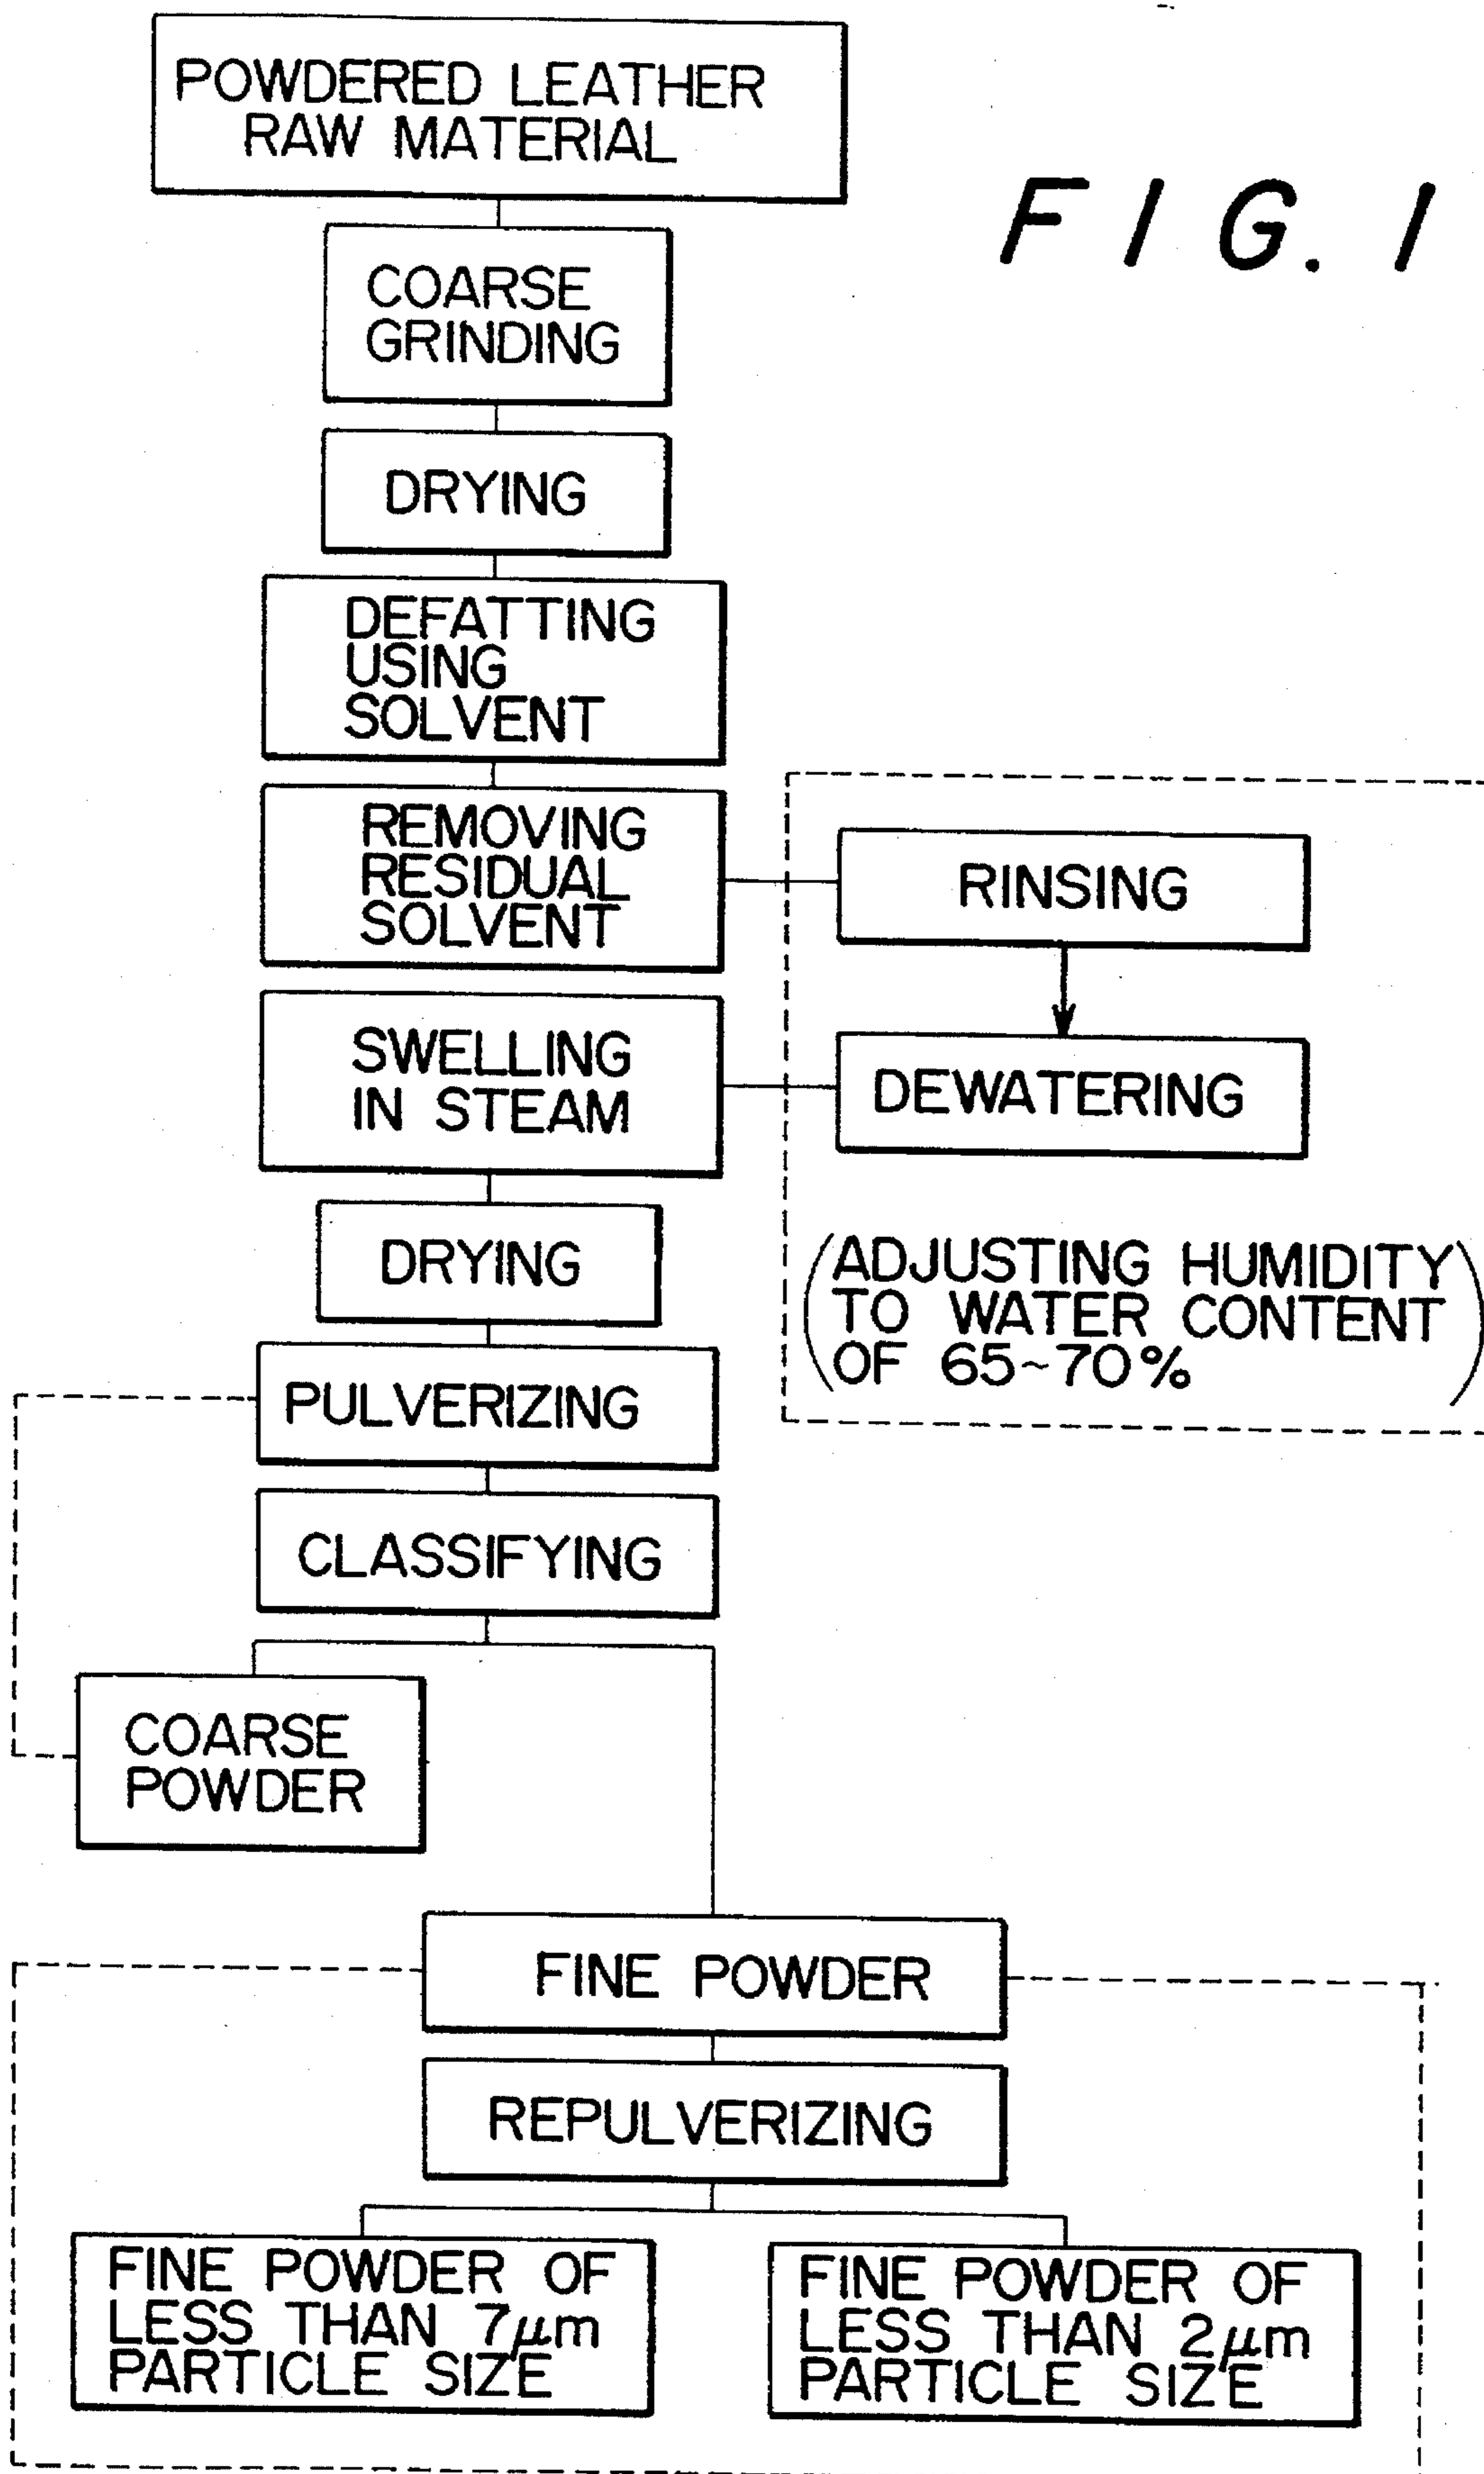 POWDERED LEATHER
RAW MATERIAL
FIG. 1
COARSE
GRINDING
DRYING
DEFATTING
USING
SOLVENT
REMOVING
RESIDUAL
SOLVENT
RINSING
SWELLING
IN STEAM
DEWATERING
(ADJUSTING HUMIDITY
TO WATER CONTENT
OF 65~70%)
DRYING
PULVERIZING
CLASSIFYING
COARSE
POWDER
FINE POWDER
REPULVERIZING
FINE POWDER OF
LESS THAN 7μm
PARTICLE SIZE
FINE POWDER OF
LESS THAN 2μm
PARTICLE SIZE